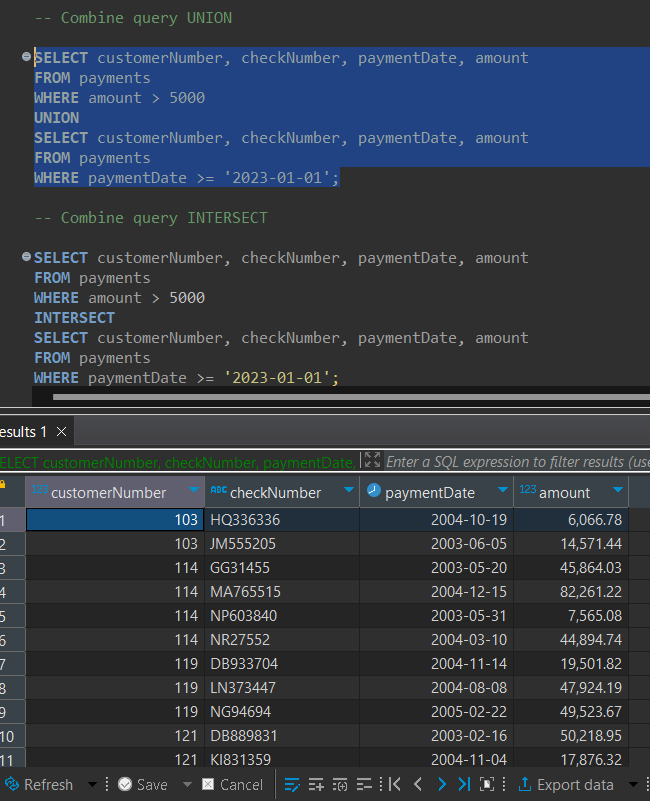 -- Combine query UNION
SELECT customerNumber, checkNumber, paymentDate, amount
FROM payments
WHERE amount > 5000
UNION
SELECT customerNumber, checkNumber, paymentDate, amount
FROM payments
WHERE paymentDate >= '2023-01-01';
-- Combine query INTERSECT
SELECT customerNumber, checkNumber, paymentDate, amount
FROM payments
WHERE amount > 5000
INTERSECT
SELECT customerNumber, checkNumber, paymentDate, amount
FROM payments
WHERE paymentDate >= '2023-01-01';
esults 1 ×
ELECT customerNumber, checkNumber, paymentDate, Enter a SQL expression to filter results (use
123 customerNumber ABC checkNumber paymentDate 123 amount
1 103 HQ336336 2004-10-19 6,066.78
2 103 JM555205 2003-06-05 14,571.44
3 114 GG31455 2003-05-20 45,864.03
4 114 MA765515 2004-12-15 82,261.22
5 114 NP603840 2003-05-31 7,565.08
6 114 NR27552 2004-03-10 44,894.74
7 119 DB933704 2004-11-14 19,501.82
8 119 LN373447 2004-08-08 47,924.19
9 119 NG94694 2005-02-22 49,523.67
10 121 DB889831 2003-02-16 50,218.95
11 121 KI831359 2004-11-04 17,876.32
Refresh Save Cancel Export data